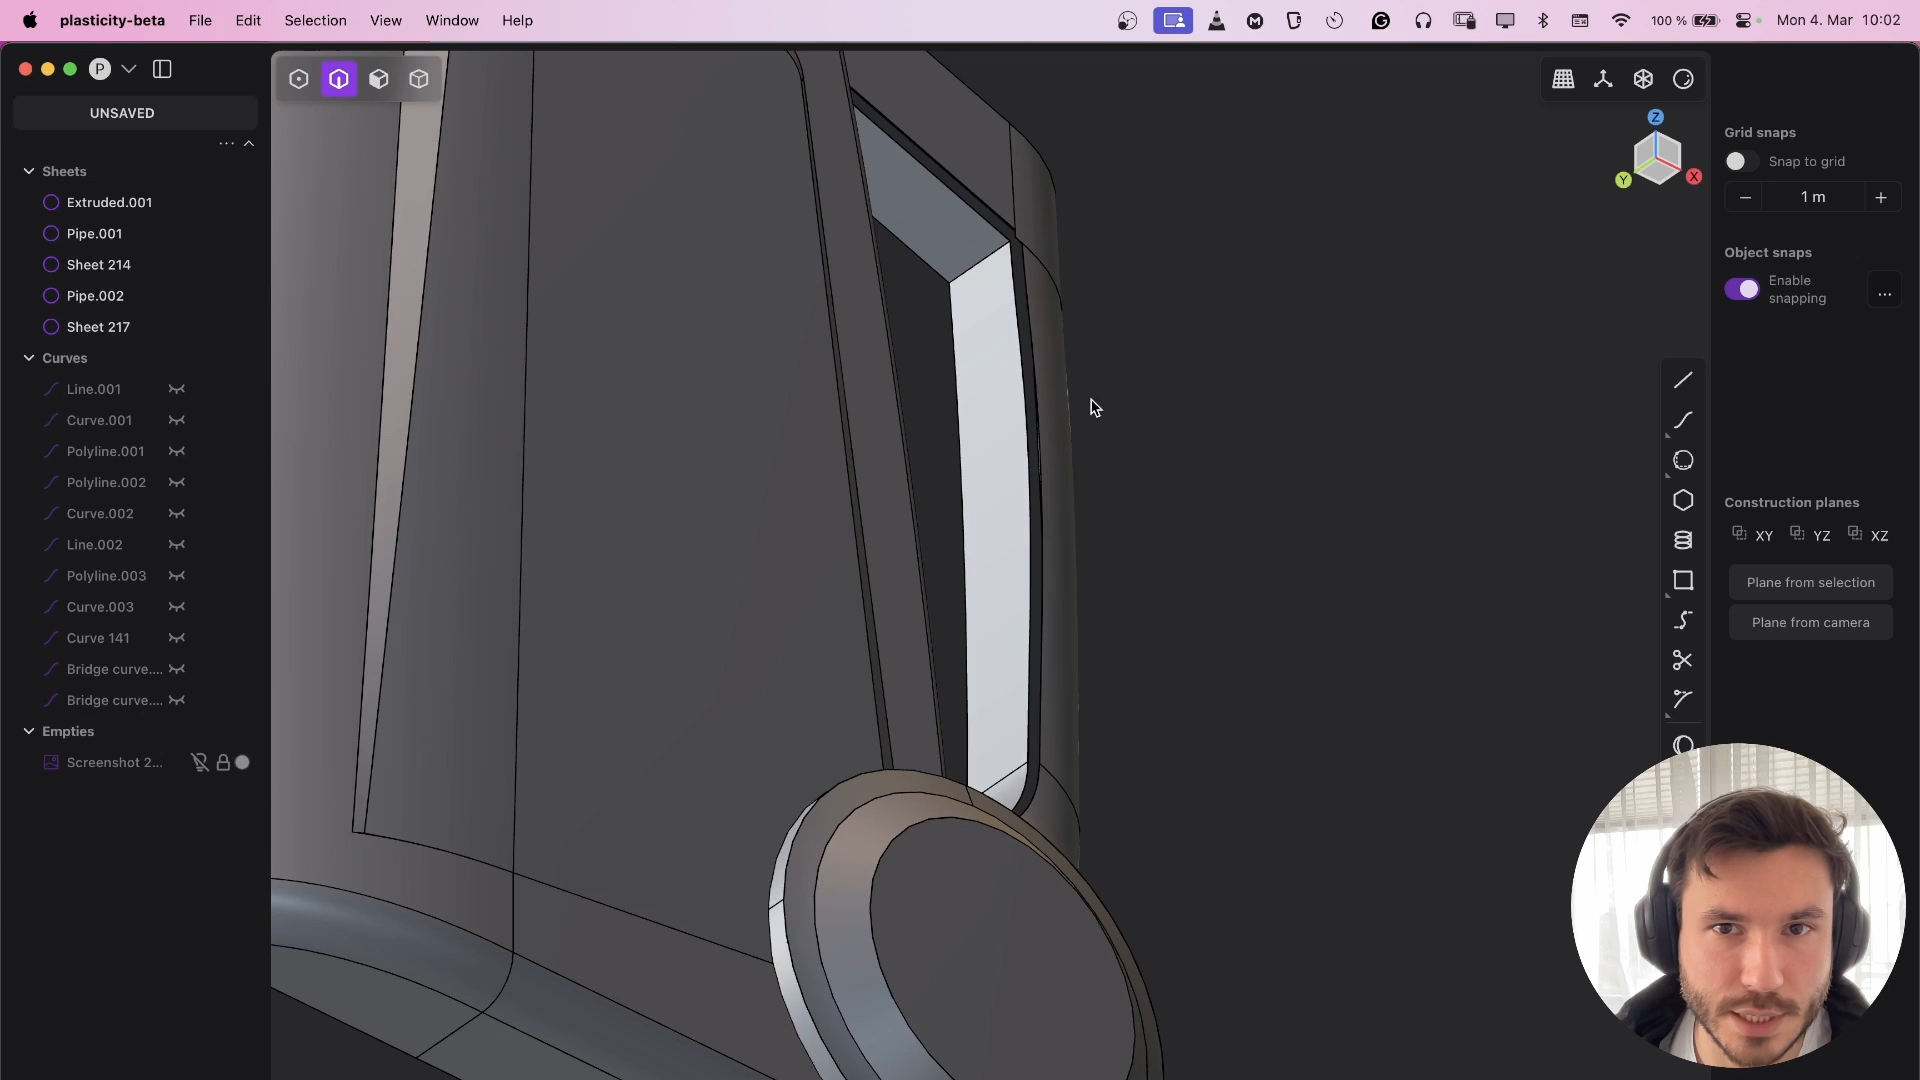 plasticity-beta File Edit Selection View Window Help 100 % Mon 4. Mar 10:02
P
UNSAVED
Sheets
Extruded.001
Pipe.001
Sheet 214
Pipe.002
Sheet 217
Curves
Line.001
Curve.001
Polyline.001
Polyline.002
Curve.002
Line.002
Polyline.003
Curve.003
Curve 141
Bridge curve....
Bridge curve....
Empties
Screenshot 2...
Z
Y
X
Grid snaps
Snap to grid
− 1 m +
Object snaps
Enable
snapping
...
Construction planes
XY YZ XZ
Plane from selection
Plane from camera